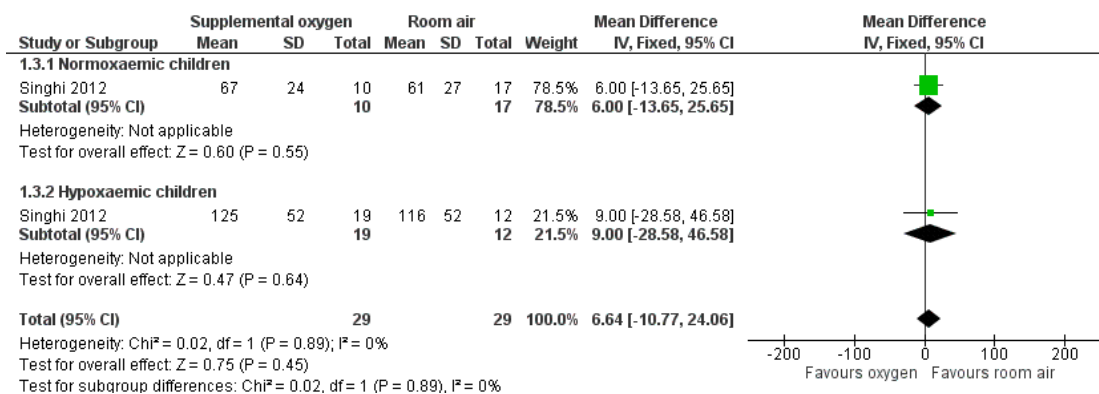 Supplemental oxygen Room air Mean Difference Mean Difference
Study or Subgroup Mean SD Total Mean SD Total Weight IV, Fixed, 95% CI IV, Fixed, 95% CI
1.3.1 Normoxaemic children
Singhi 2012 67 24 10 61 27 17 78.5% 6.00 [-13.65, 25.65]
Subtotal (95% CI) 10 17 78.5% 6.00 [-13.65, 25.65]
Heterogeneity: Not applicable
Test for overall effect: Z = 0.60 (P = 0.55)
1.3.2 Hypoxaemic children
Singhi 2012 125 52 19 116 52 12 21.5% 9.00 [-28.58, 46.58]
Subtotal (95% CI) 19 12 21.5% 9.00 [-28.58, 46.58]
Heterogeneity: Not applicable
Test for overall effect: Z = 0.47 (P = 0.64)
Total (95% CI) 29 29 100.0% 6.64 [-10.77, 24.06]
Heterogeneity: Chi² = 0.02, df = 1 (P = 0.89); I² = 0%
Test for overall effect: Z = 0.75 (P = 0.45)
Test for subgroup differences: Chi² = 0.02, df = 1 (P = 0.89), I² = 0%
-200 -100 0 100 200
Favours oxygen Favours room air